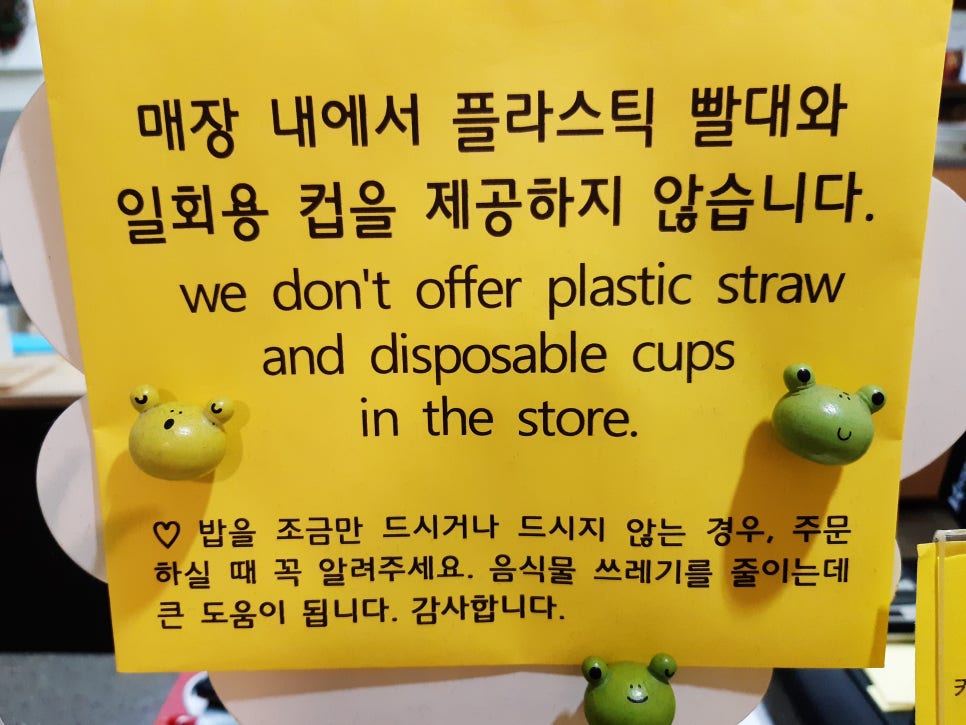 매장 내에서 플라스틱 빨대와
일회용 컵을 제공하지 않습니다.
we don't offer plastic straw
and disposable cups
in the store.
♡ 밥을 조금만 드시거나 드시지 않는 경우, 주문
하실 때 꼭 알려주세요. 음식물 쓰레기를 줄이는데
큰 도움이 됩니다. 감사합니다.